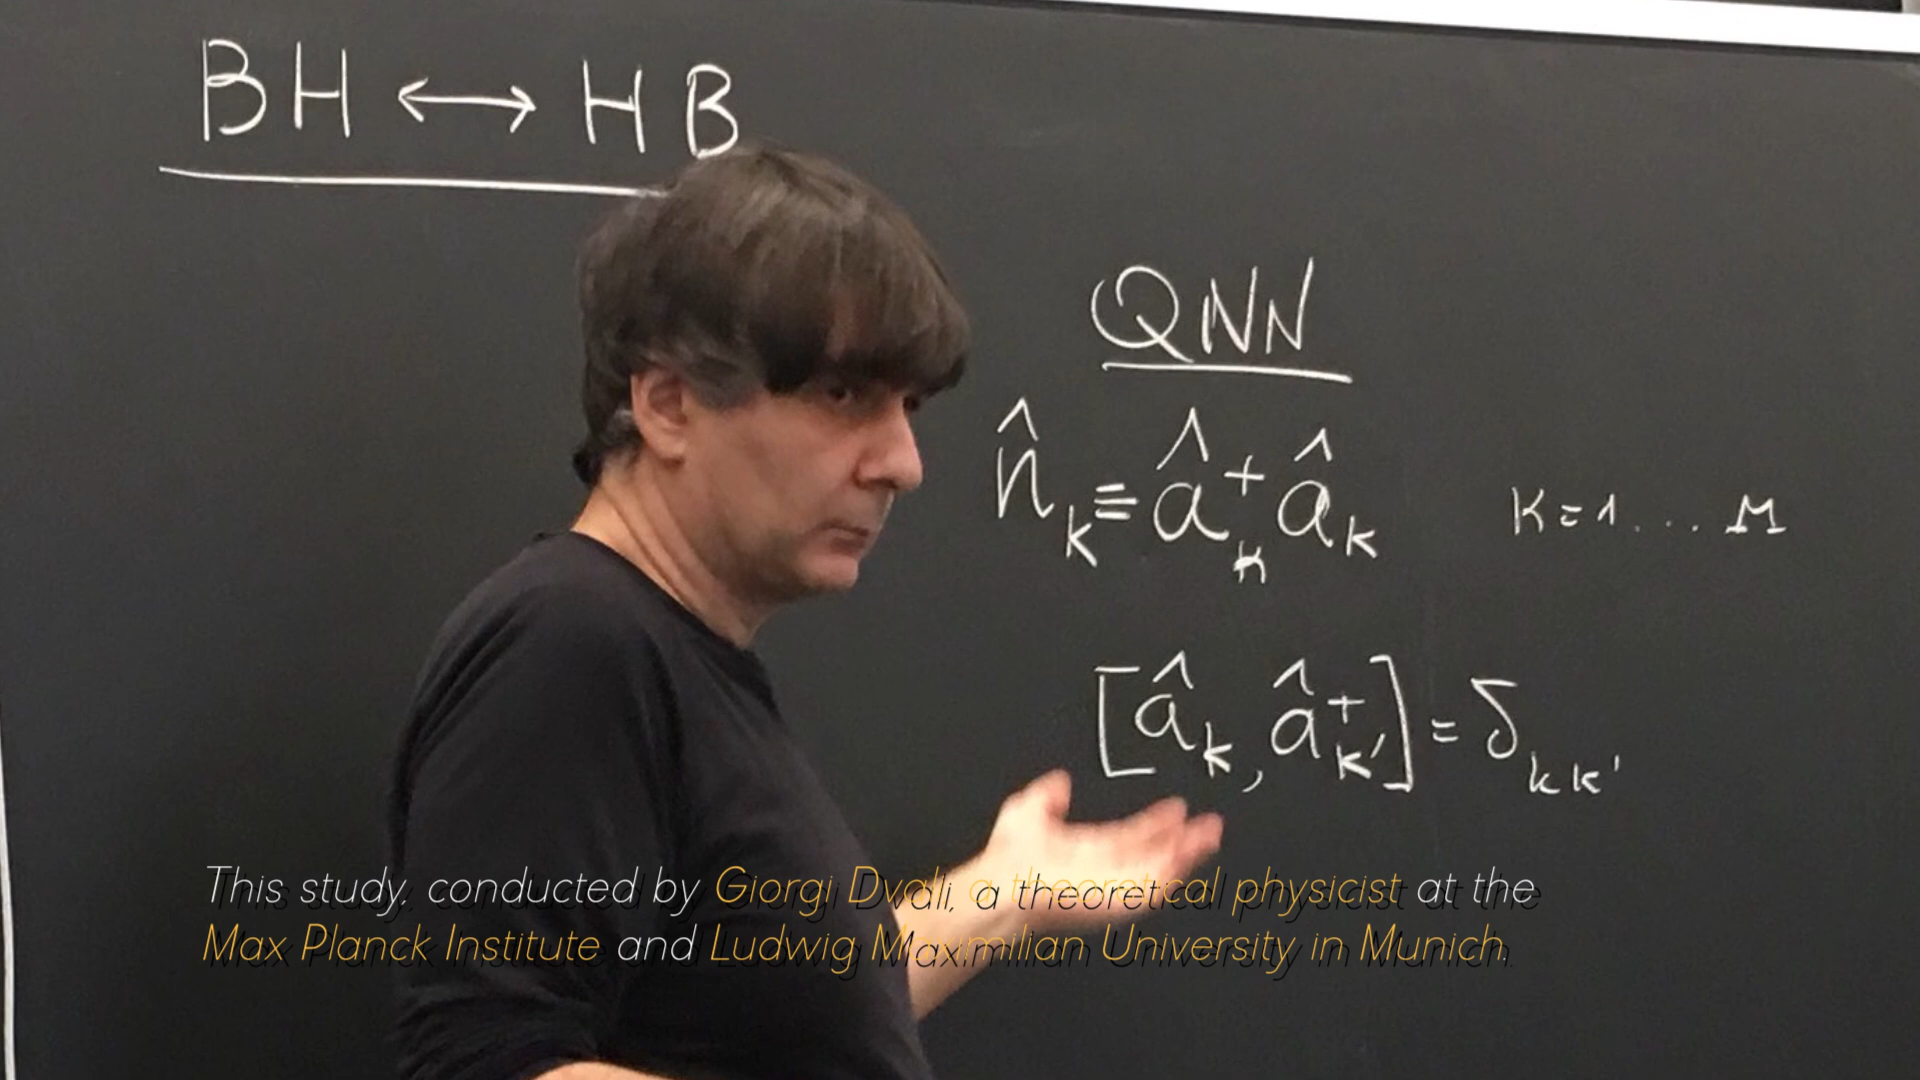 BH ↔ HB
QNN
n̂ₖ ≡ â⁺ₖ âₖ   K = 1 . . . . M
[âₖ, â⁺ₖ′] = δₖₖ′
This study, conducted by Giorgi Dvali, a theoretical physicist at the
Max Planck Institute and Ludwig Maximilian University in Munich.